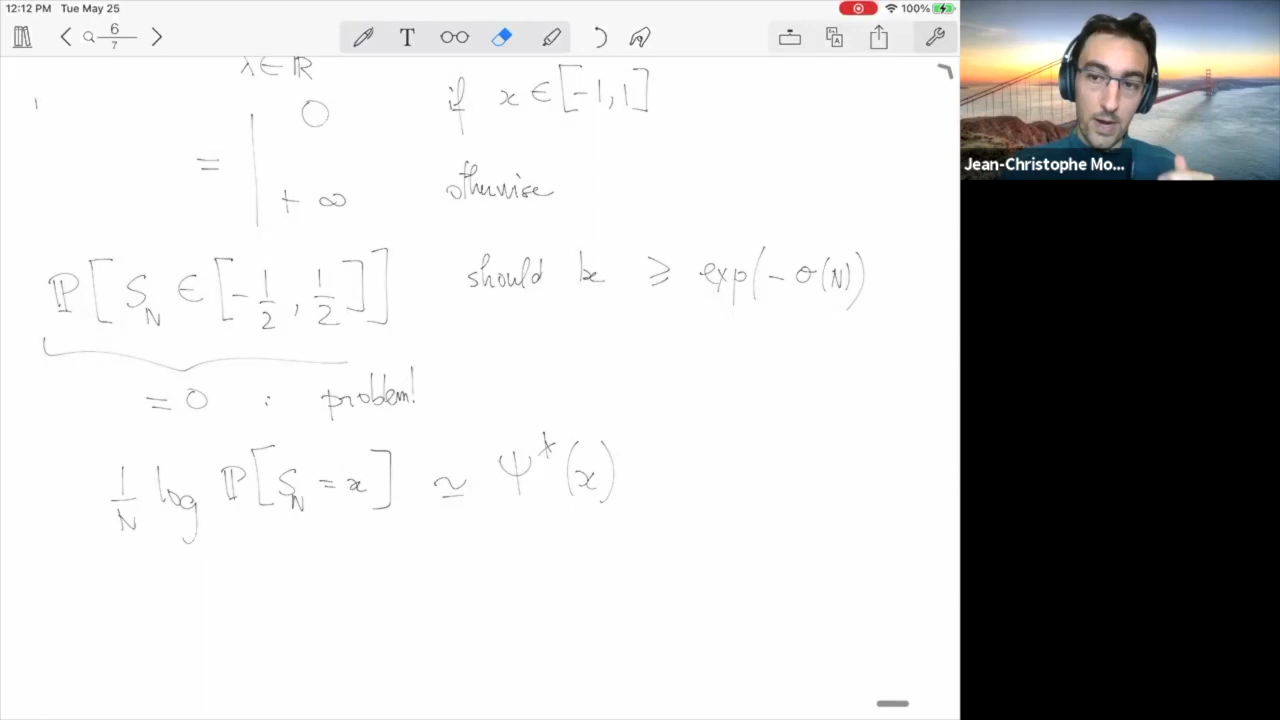 12:12 PM Tue May 25
100%
6
7
T
λ∈ℝ
0 if x ∈ [-1,1]
=
+ ∞ otherwise
ℙ[S_N ∈ [-1/2, 1/2]] should be ⩾ exp(-σ(N))
= 0 : problem!
1/N log ℙ[S_N = x] ≃ Ψ*(x)
Jean-Christophe Mo...